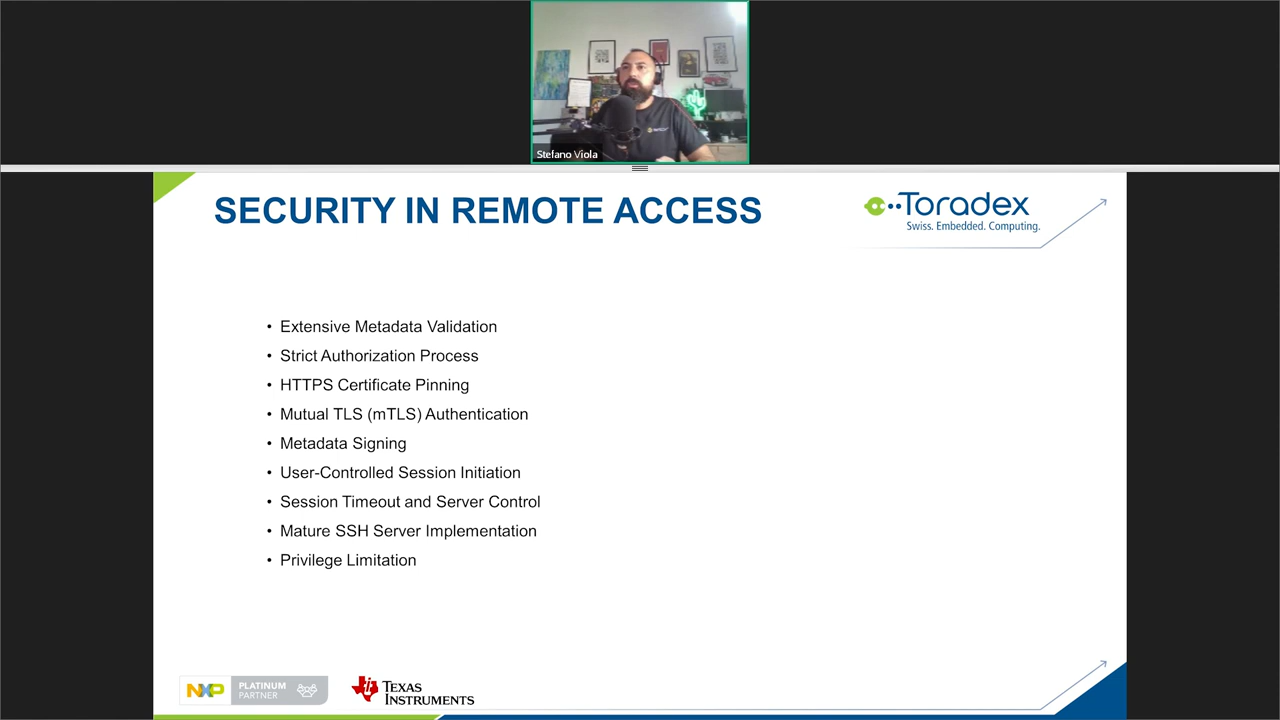 Stefano Viola
SECURITY IN REMOTE ACCESS
Toradex
Swiss. Embedded. Computing.
• Extensive Metadata Validation
• Strict Authorization Process
• HTTPS Certificate Pinning
• Mutual TLS (mTLS) Authentication
• Metadata Signing
• User-Controlled Session Initiation
• Session Timeout and Server Control
• Mature SSH Server Implementation
• Privilege Limitation
NXP
PLATINUM
PARTNER
TEXAS
INSTRUMENTS